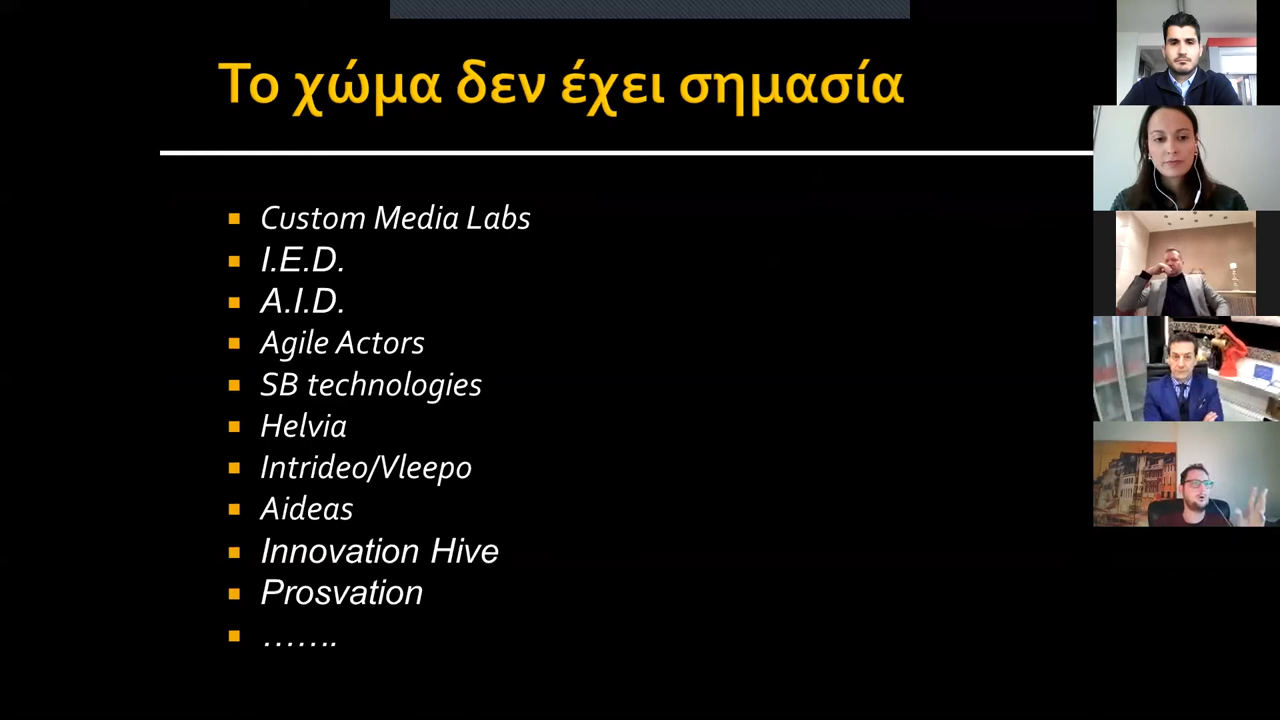 Το χώμα δεν έχει σημασία
Custom Media Labs
I.E.D.
A.I.D.
Agile Actors
SB technologies
Helvia
Intrideo/Vleepo
Aideas
Innovation Hive
Prosvation
…….